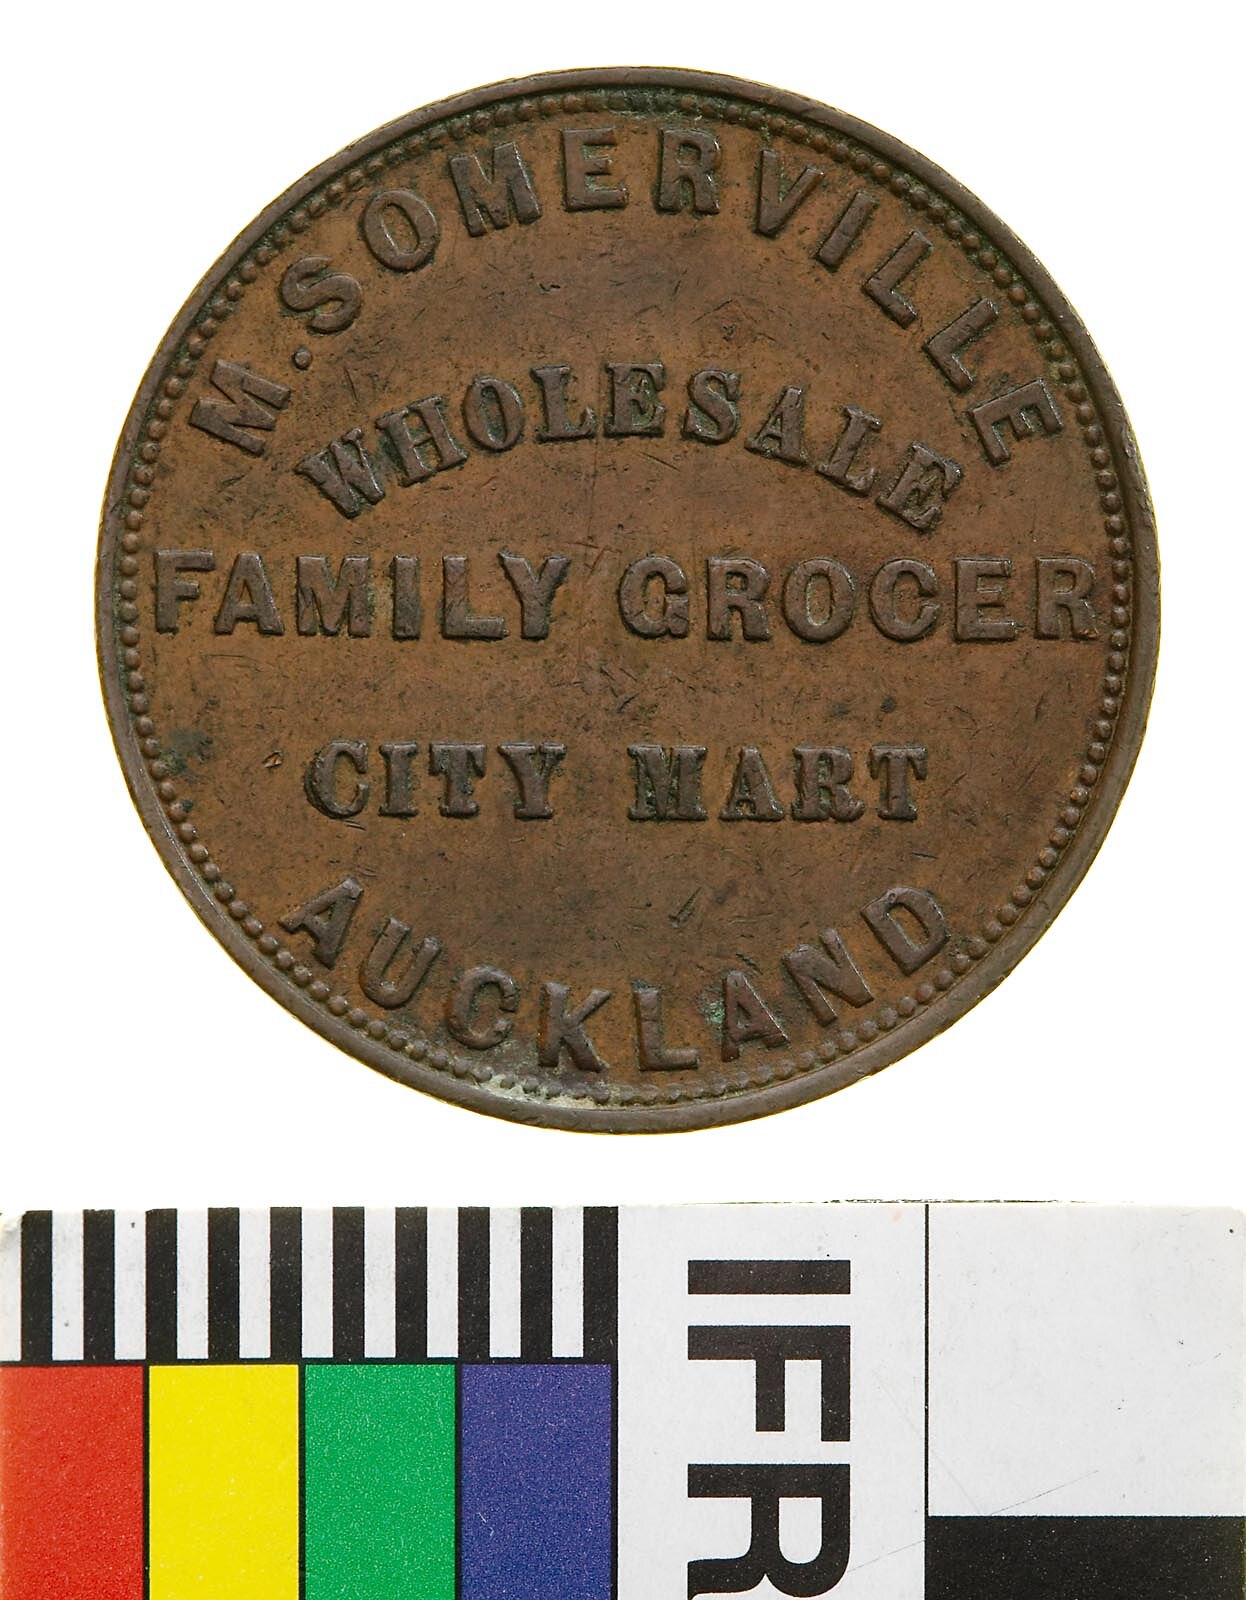 M. SOMERVILLE
WHOLESALE
FAMILY GROCER
CITY MART
AUCKLAND
IFR